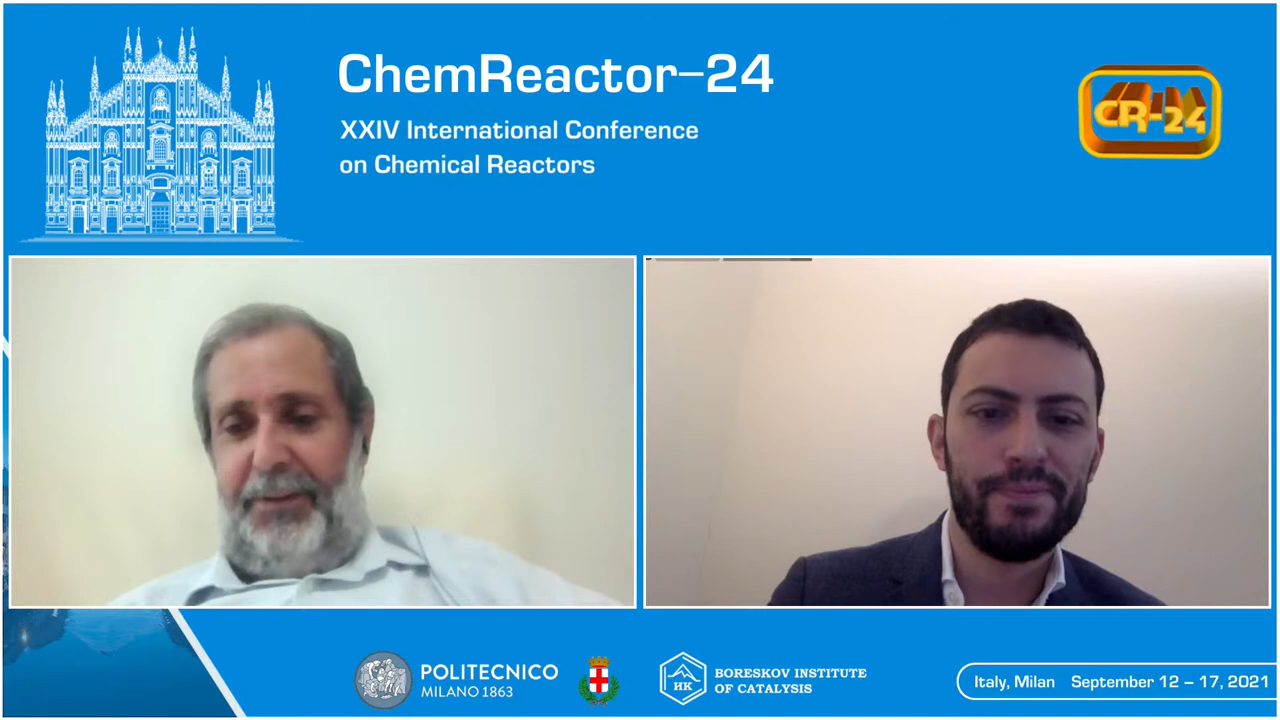 ChemReactor–24
XXIV International Conference
on Chemical Reactors
CR-24
POLITECNICO
MILANO 1863
НК
BORESKOV INSTITUTE
OF CATALYSIS
Italy, Milan September 12 – 17, 2021